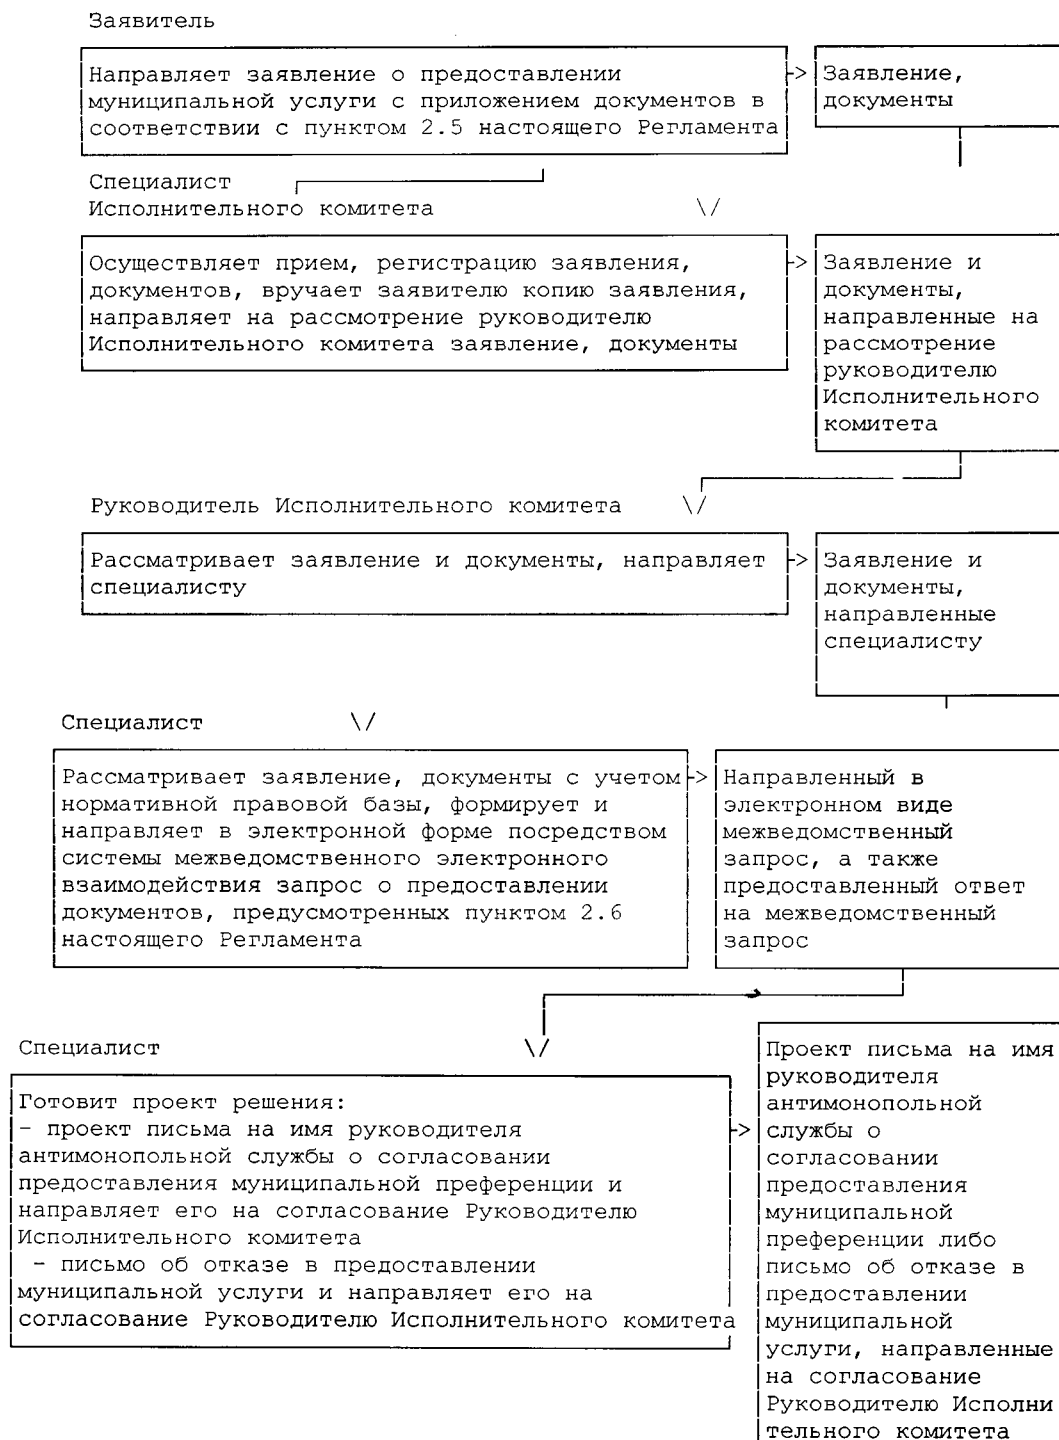 Заявитель
Направляет заявление о предоставлении
муниципальной услуги с приложением документов в
соответствии с пунктом 2.5 настоящего Регламента
->
Заявление,
документы
Специалист
Исполнительного комитета
\/
Осуществляет прием, регистрацию заявления,
документов, вручает заявителю копию заявления,
направляет на рассмотрение руководителю
Исполнительного комитета заявление, документы
->
Заявление и
документы,
направленные на
рассмотрение
руководителю
Исполнительного
комитета
Руководитель Исполнительного комитета
\/
Рассматривает заявление и документы, направляет
специалисту
->
Заявление и
документы,
направленные
специалисту
Специалист
\/
Рассматривает заявление, документы с учетом
нормативной правовой базы, формирует и
направляет в электронной форме посредством
системы межведомственного электронного
взаимодействия запрос о предоставлении
документов, предусмотренных пунктом 2.6
настоящего Регламента
->
Направленный в
электронном виде
межведомственный
запрос, а также
предоставленный ответ
на межведомственный
запрос
Специалист
\/
Готовит проект решения:
- проект письма на имя руководителя
антимонопольной службы о согласовании
предоставления муниципальной преференции и
направляет его на согласование Руководителю
Исполнительного комитета
- письмо об отказе в предоставлении
муниципальной услуги и направляет его на
согласование Руководителю Исполнительного комитета
->
Проект письма на имя
руководителя
антимонопольной
службы о
согласовании
предоставления
муниципальной
преференции либо
письмо об отказе в
предоставлении
муниципальной
услуги, направленные
на согласование
Руководителю Исполни
тельного комитета